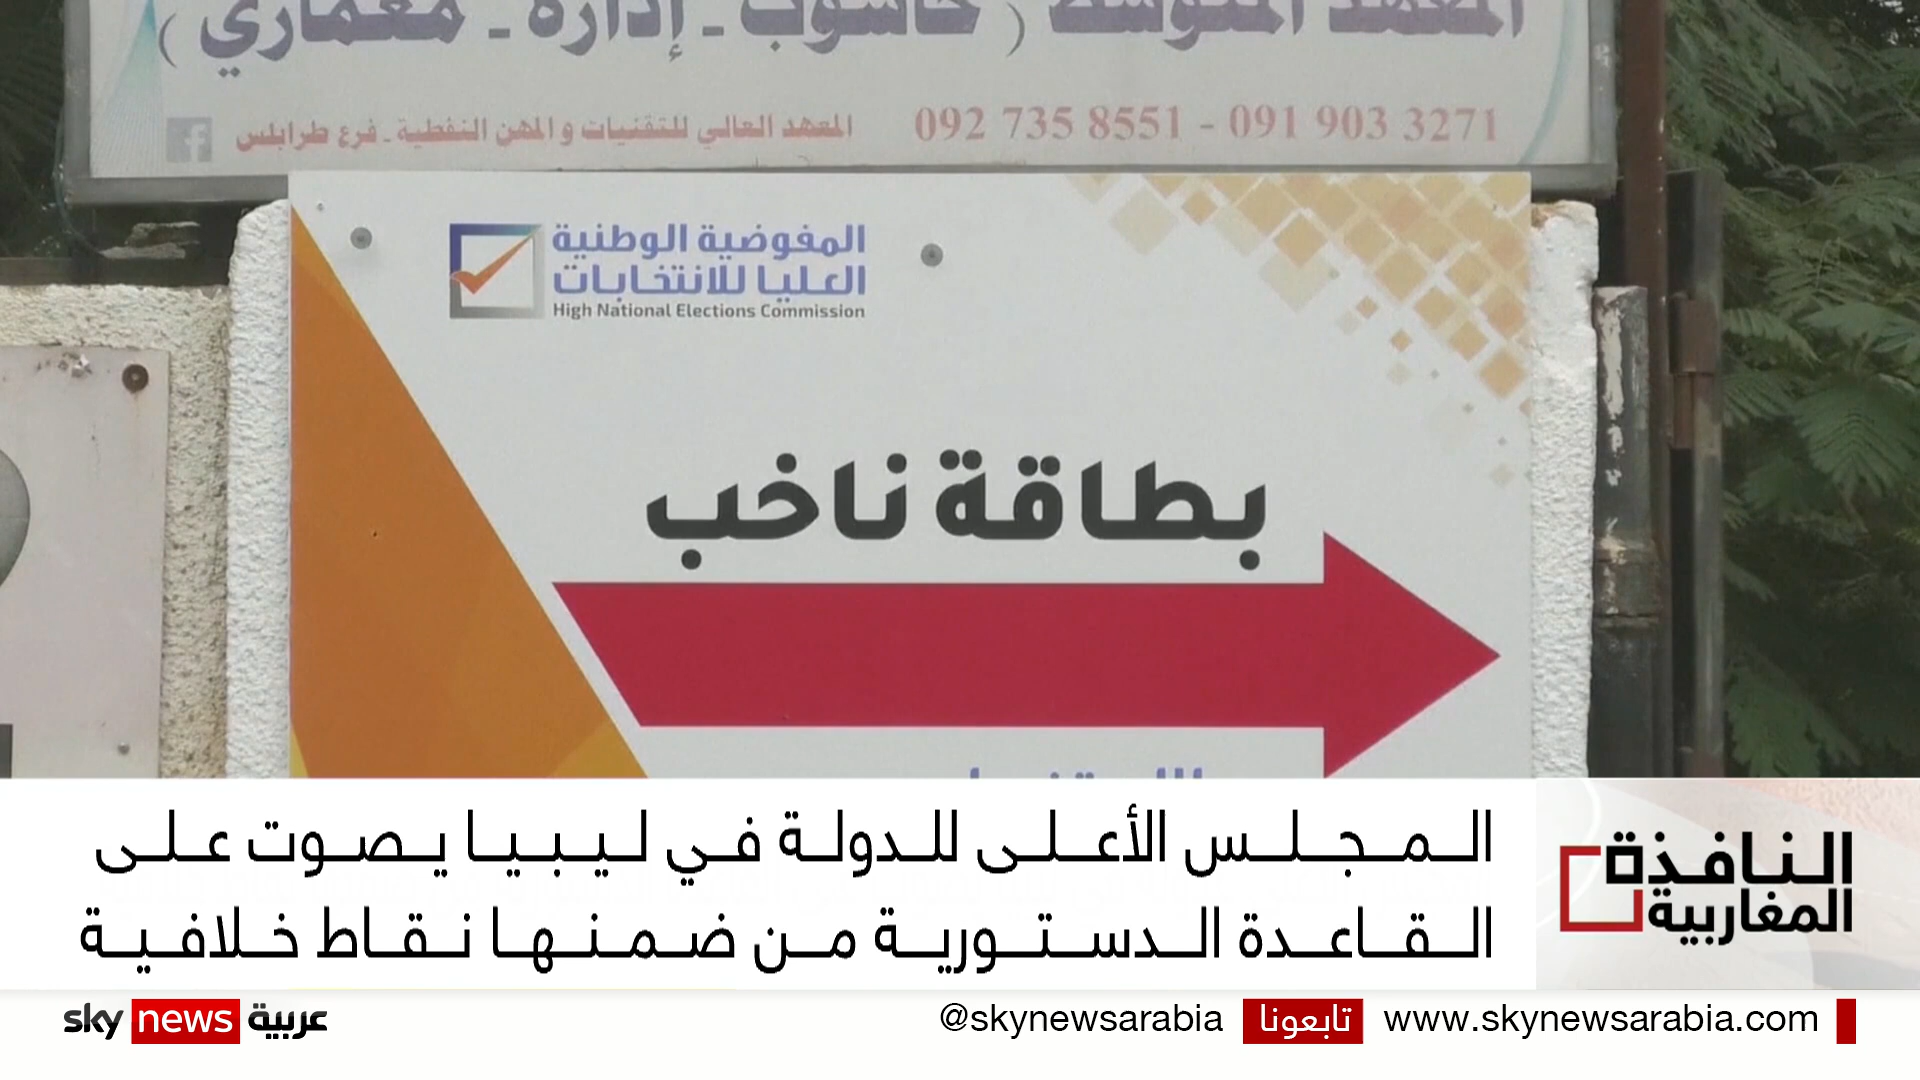 المعهد المتوسط ( حاسوب - إدارة - معماري )
المعهد العالي للتقنيات والمهن النفطية - فرع طرابلس
092 735 8551 - 091 903 3271
المفوضية الوطنية
العليا للانتخابات
High National Elections Commission
بطاقة ناخب
المجلس الأعلى للدولة في ليبيا يصوت على
القاعدة الدستورية من ضمنها نقاط خلافية
النافذة
المغاربية
sky news عربية
@skynewsarabia تابعونا www.skynewsarabia.com